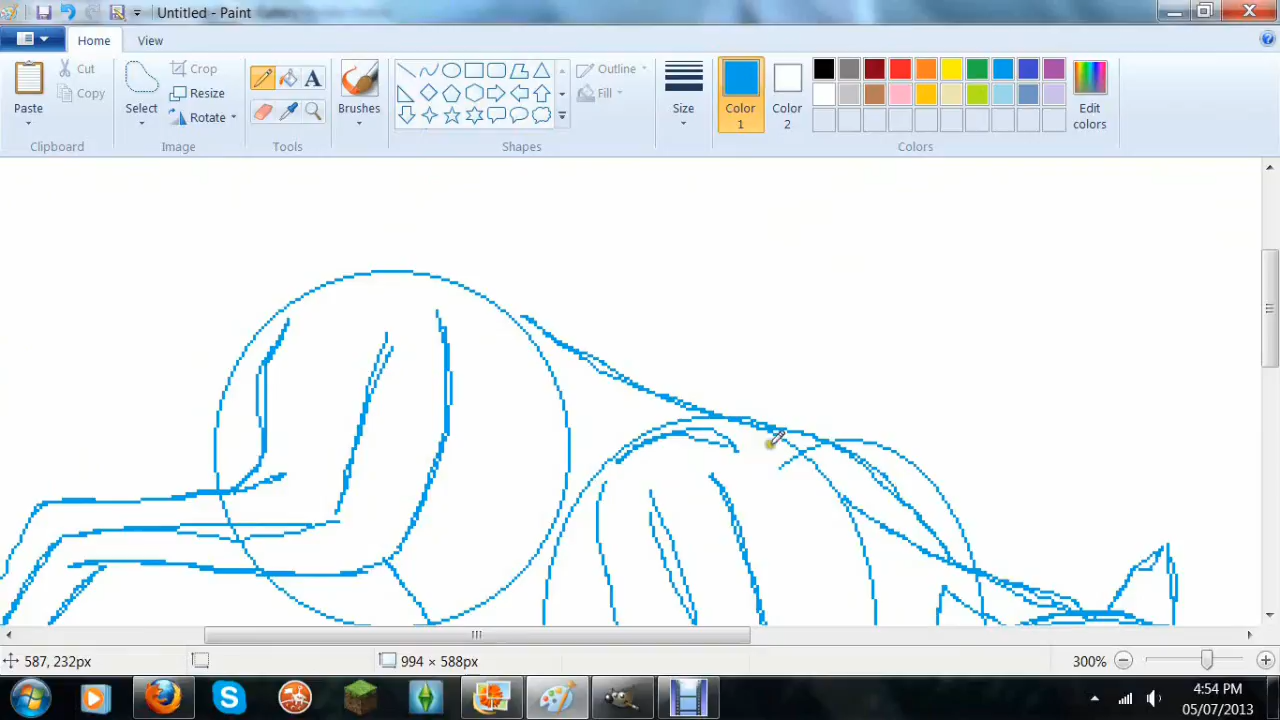 Untitled - Paint
Home View
Paste
Cut
Copy
Clipboard
Select
Crop
Resize
Rotate
Image
A
Tools
Brushes
Outline
Fill
Shapes
Size
Color 1
Color 2
Edit colors
Colors
587, 232px
994 × 588px
300%
4:54 PM
05/07/2013